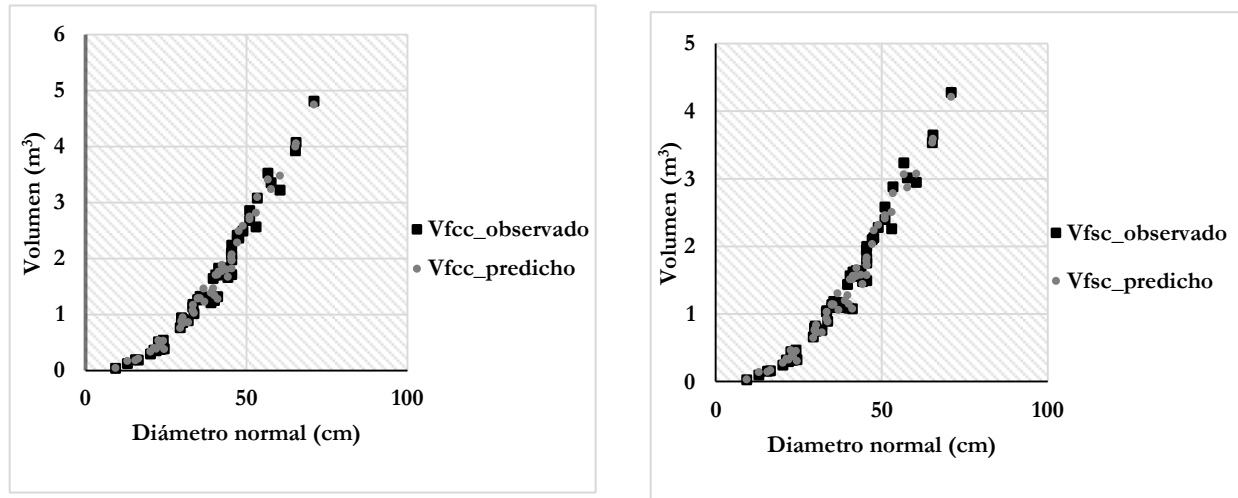 6
5
4
3
2
1
0
Volumen (m³)
0 50 100
Diámetro normal (cm)
Vfcc_observado
Vfcc_predicho
5
4
3
2
1
0
Volumen (m³)
0 50 100
Diametro normal (cm)
Vfsc_observado
Vfsc_predicho